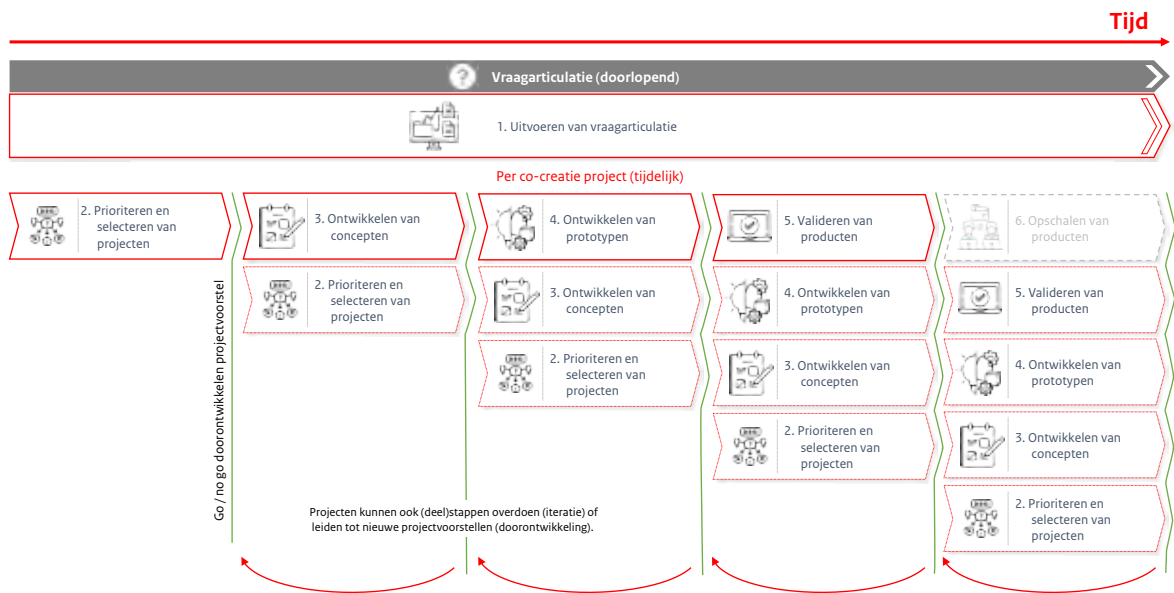 Tijd
Vraagarticulatie (doorlopend)
1. Uitvoeren van vraagarticulatie
Per co-creatie project (tijdelijk)
2. Prioriteren en
selecteren van
projecten
3. Ontwikkelen van
concepten
4. Ontwikkelen van
prototypen
5. Valideren van
producten
6. Opschalen van
producten
2. Prioriteren en
selecteren van
projecten
3. Ontwikkelen van
concepten
4. Ontwikkelen van
prototypen
5. Valideren van
producten
2. Prioriteren en
selecteren van
projecten
3. Ontwikkelen van
concepten
4. Ontwikkelen van
prototypen
2. Prioriteren en
selecteren van
projecten
3. Ontwikkelen van
concepten
2. Prioriteren en
selecteren van
projecten
Go / no go doorontwikkelen projectvoorstel
Projecten kunnen ook (deel)stappen overdoen (iteratie) of
leiden tot nieuwe projectvoorstellen (doorontwikkeling).